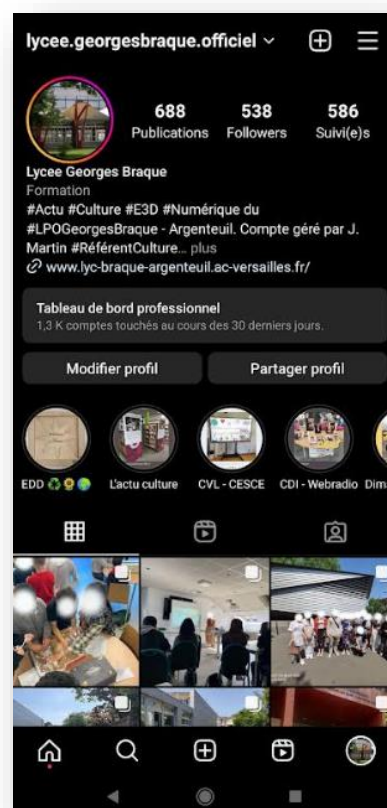 lycee.georgesbraque.officiel
688 538 586
Publications Followers Suivi(e)s
Lycee Georges Braque
Formation
#Actu #Culture #E3D #Numérique du
#LPOGeorgesBraque - Argenteuil. Compte géré par J.
Martin #RéférentCulture... plus
www.lyc-braque-argenteuil.ac-versailles.fr/
Tableau de bord professionnel
1,3 K comptes touchés au cours des 30 derniers jours.
Modifier profil Partager profil
EDD ♻️🌻🌍 L'actu culture CVL - CESCE CDI - Webradio Dim